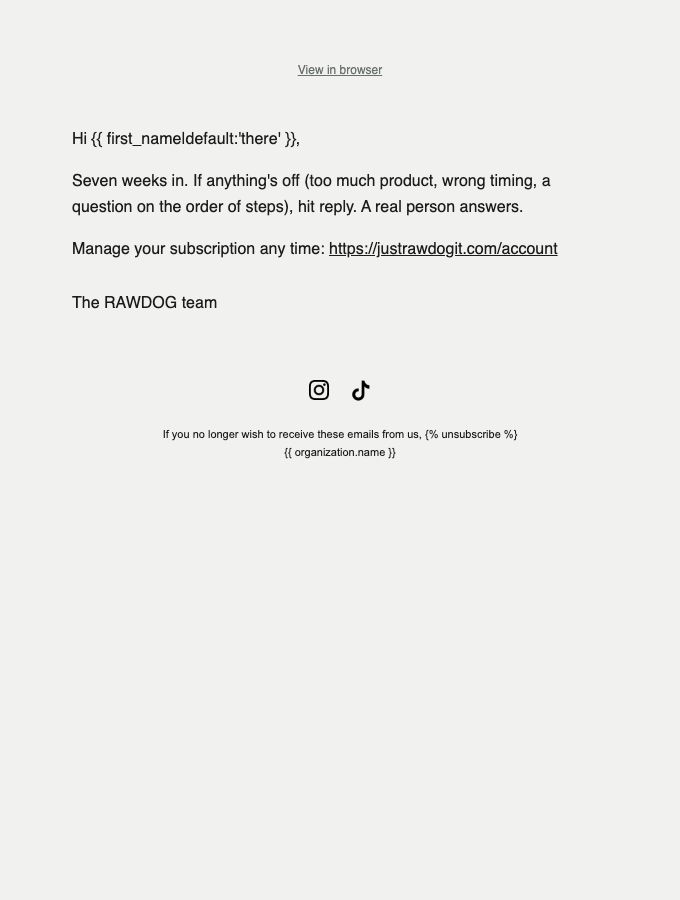 View in browser
Hi {{ first_name|default:'there' }},
Seven weeks in. If anything's off (too much product, wrong timing, a
question on the order of steps), hit reply. A real person answers.
Manage your subscription any time: https://justrawdogit.com/account
The RAWDOG team
If you no longer wish to receive these emails from us, {% unsubscribe %}
{{ organization.name }}